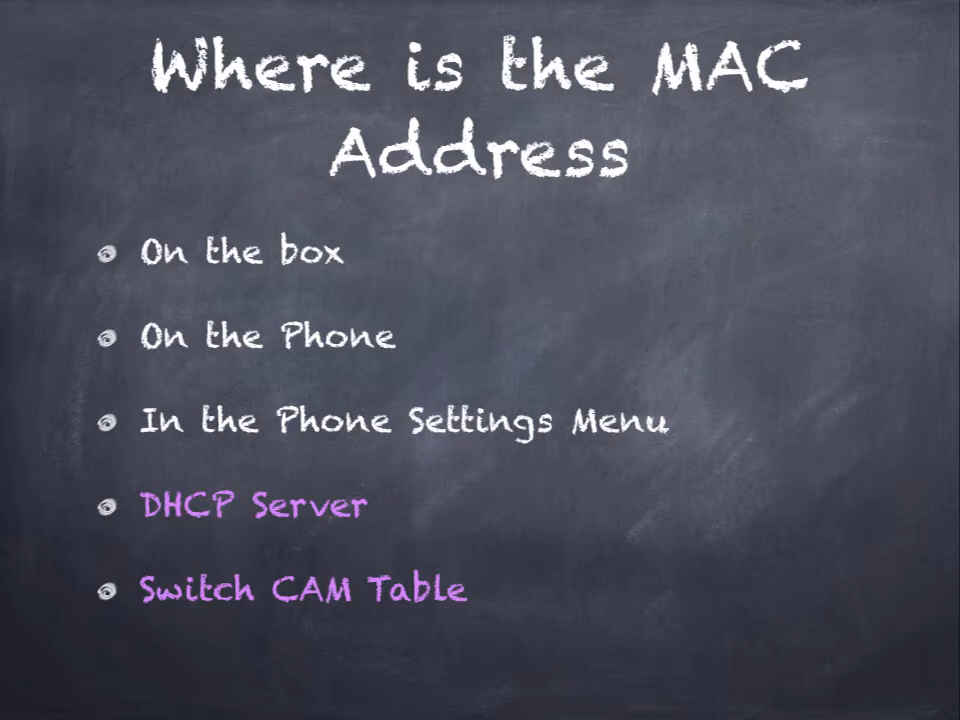 Where is the MAC
Address
On the box
On the Phone
In the Phone Settings Menu
DHCP Server
Switch CAM Table